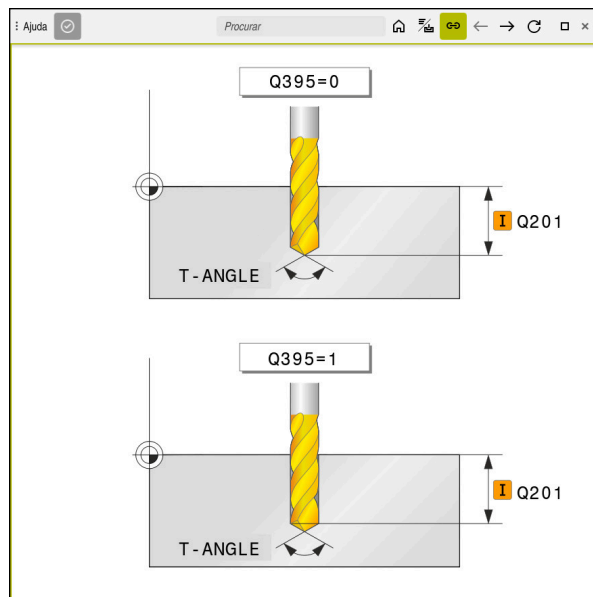 Ajuda
Procurar
Q395=0
I Q201
T-ANGLE
Q395=1
I Q201
T-ANGLE